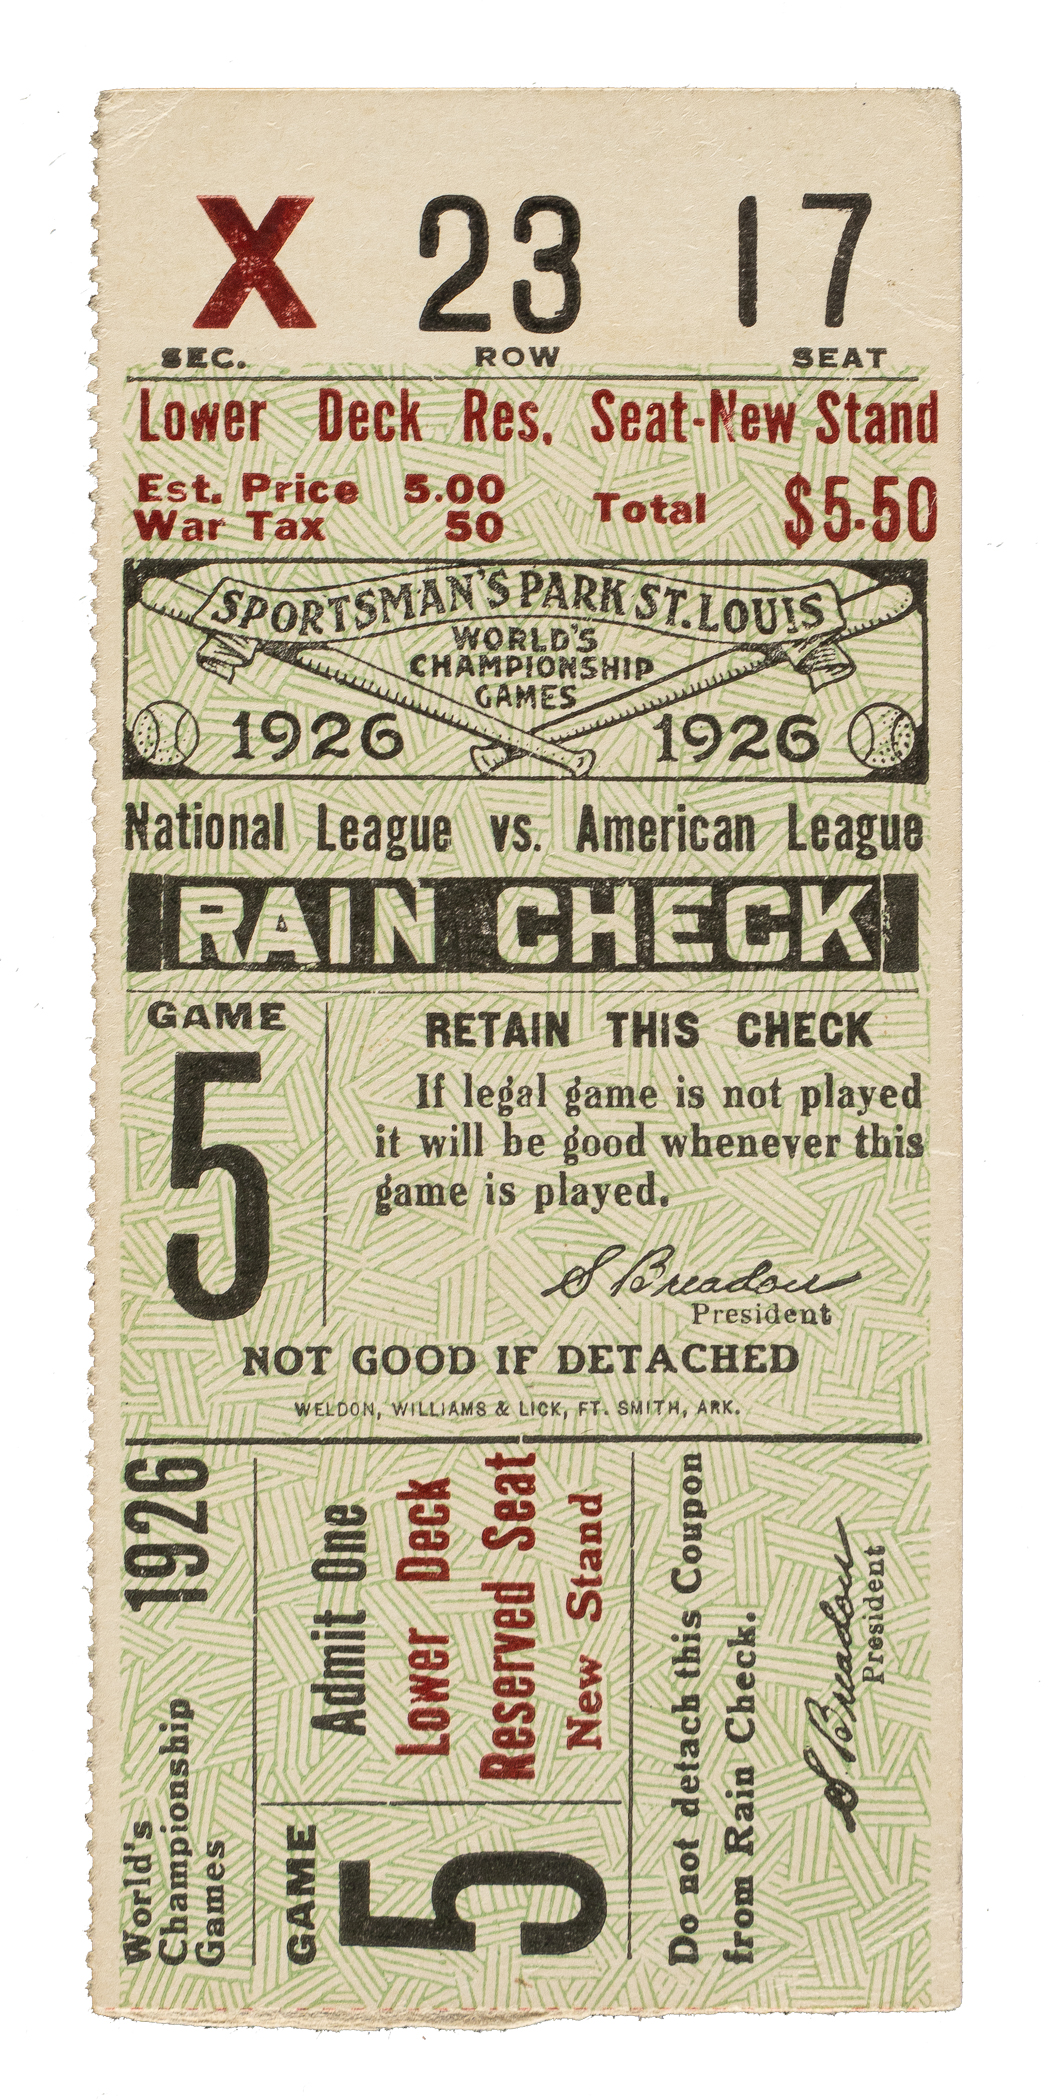 X 23 17
SEC. ROW SEAT
Lower Deck Res. Seat-New Stand
Est. Price 5.00
War Tax 50
Total $5.50
SPORTSMAN'S PARK ST. LOUIS
WORLD'S
CHAMPIONSHIP
GAMES
1926 1926
National League vs. American League
RAIN CHECK
GAME
5
RETAIN THIS CHECK
If legal game is not played
it will be good whenever this
game is played.
S Breadon
President
NOT GOOD IF DETACHED
WELDON, WILLIAMS & LICK, FT. SMITH, ARK.
World's
Championship
Games
1926
GAME
5
Admit One
Lower Deck
Reserved Seat
New Stand
Do not detach this Coupon
from Rain Check.
S Breadon
President